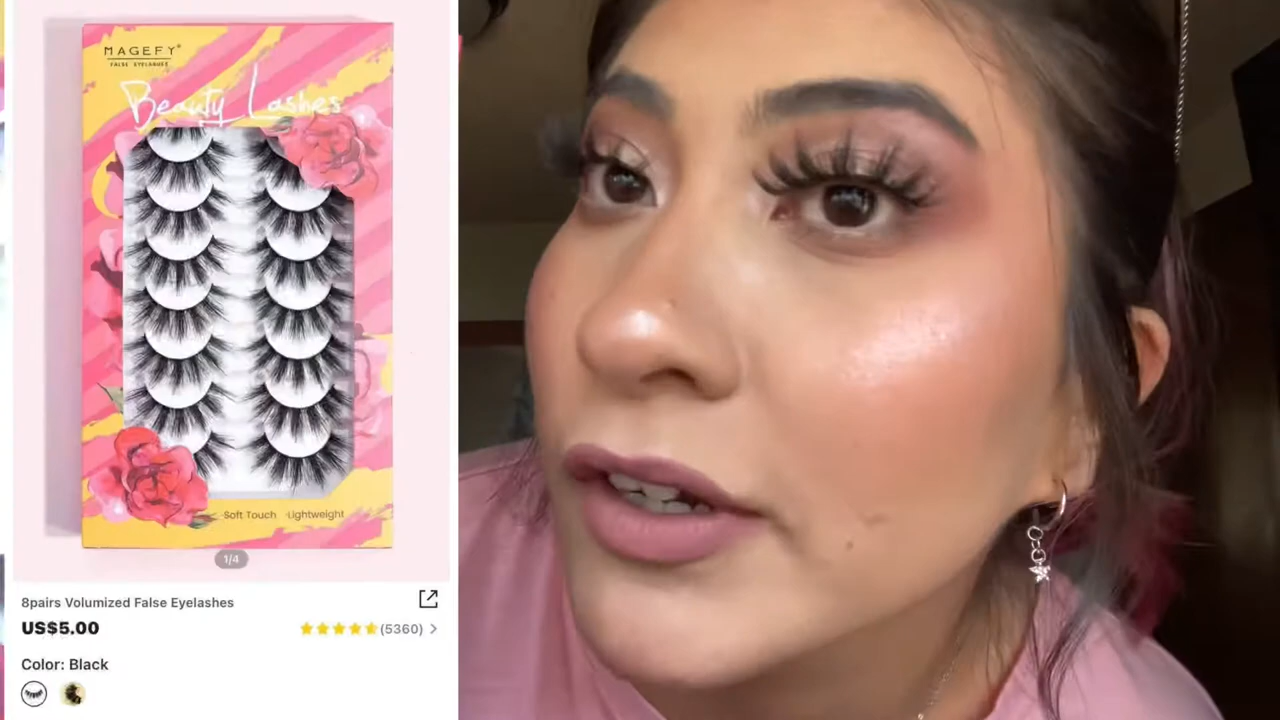 MAGEFY®
FALSE EYELASHES
Beauty Lashes
Soft Touch · Lightweight
1/4
8pairs Volumized False Eyelashes
US$5.00
(5360)
Color: Black